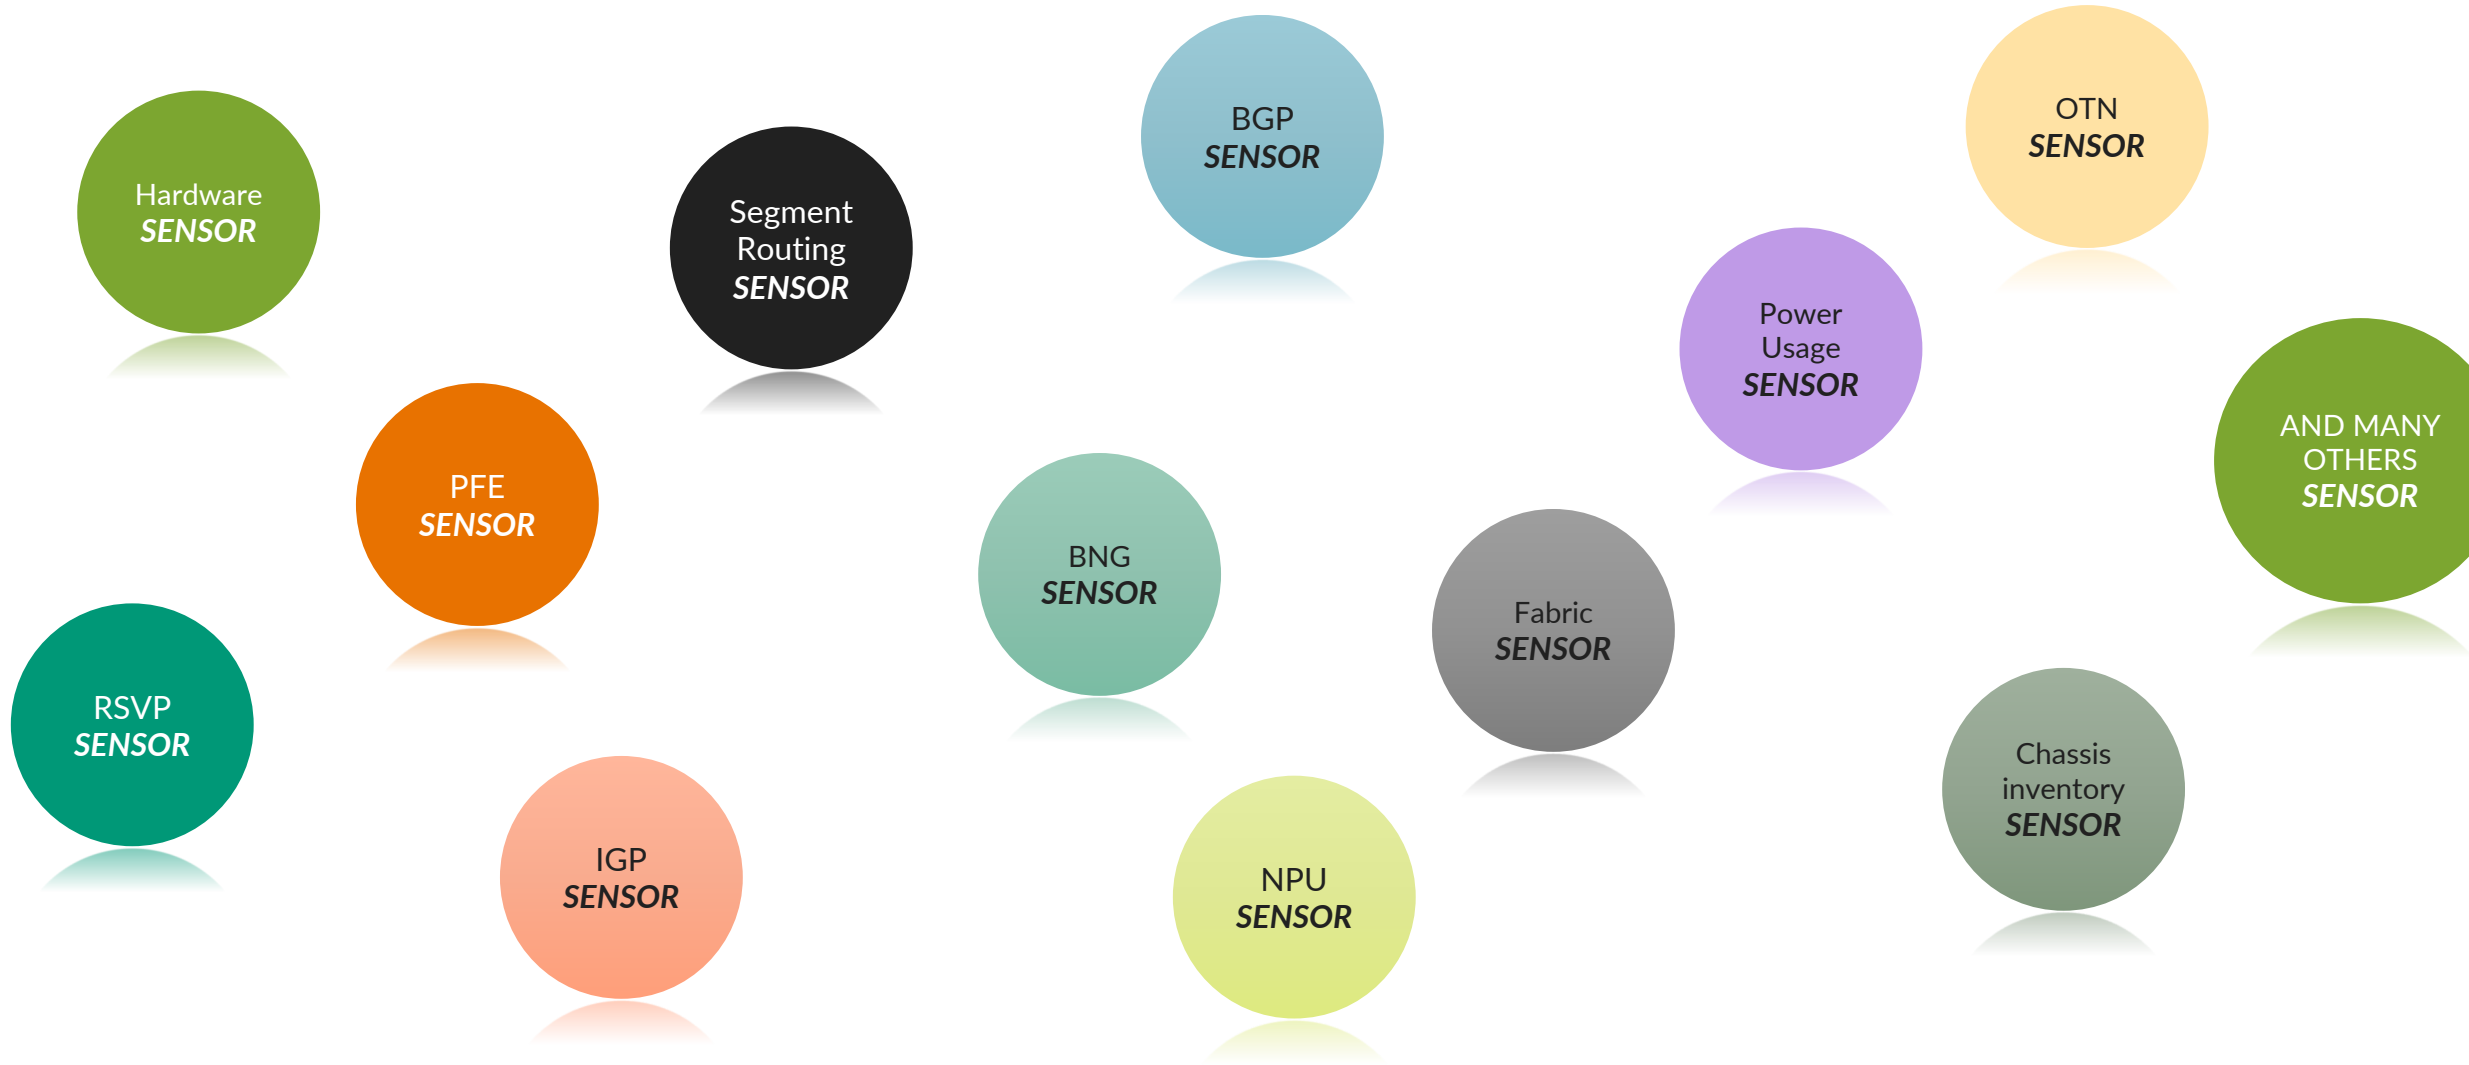 Hardware
SENSOR
Segment
Routing
SENSOR
BGP
SENSOR
OTN
SENSOR
Power
Usage
SENSOR
AND MANY
OTHERS
SENSOR
PFE
SENSOR
BNG
SENSOR
Fabric
SENSOR
RSVP
SENSOR
IGP
SENSOR
NPU
SENSOR
Chassis
inventory
SENSOR